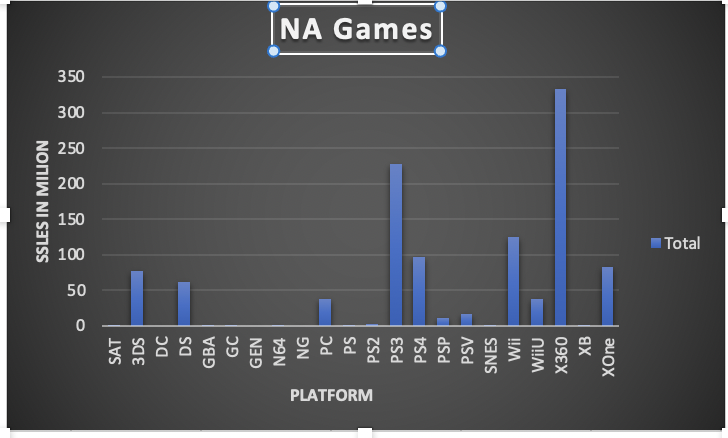 NA Games
350
300
250
200
150
100
50
0
SSLES IN MILION
SAT 3DS DC DS GBA GC GEN N64 NG PC PS PS2 PS3 PS4 PSP PSV SNES Wii WiiU X360 XB XOne
PLATFORM
Total